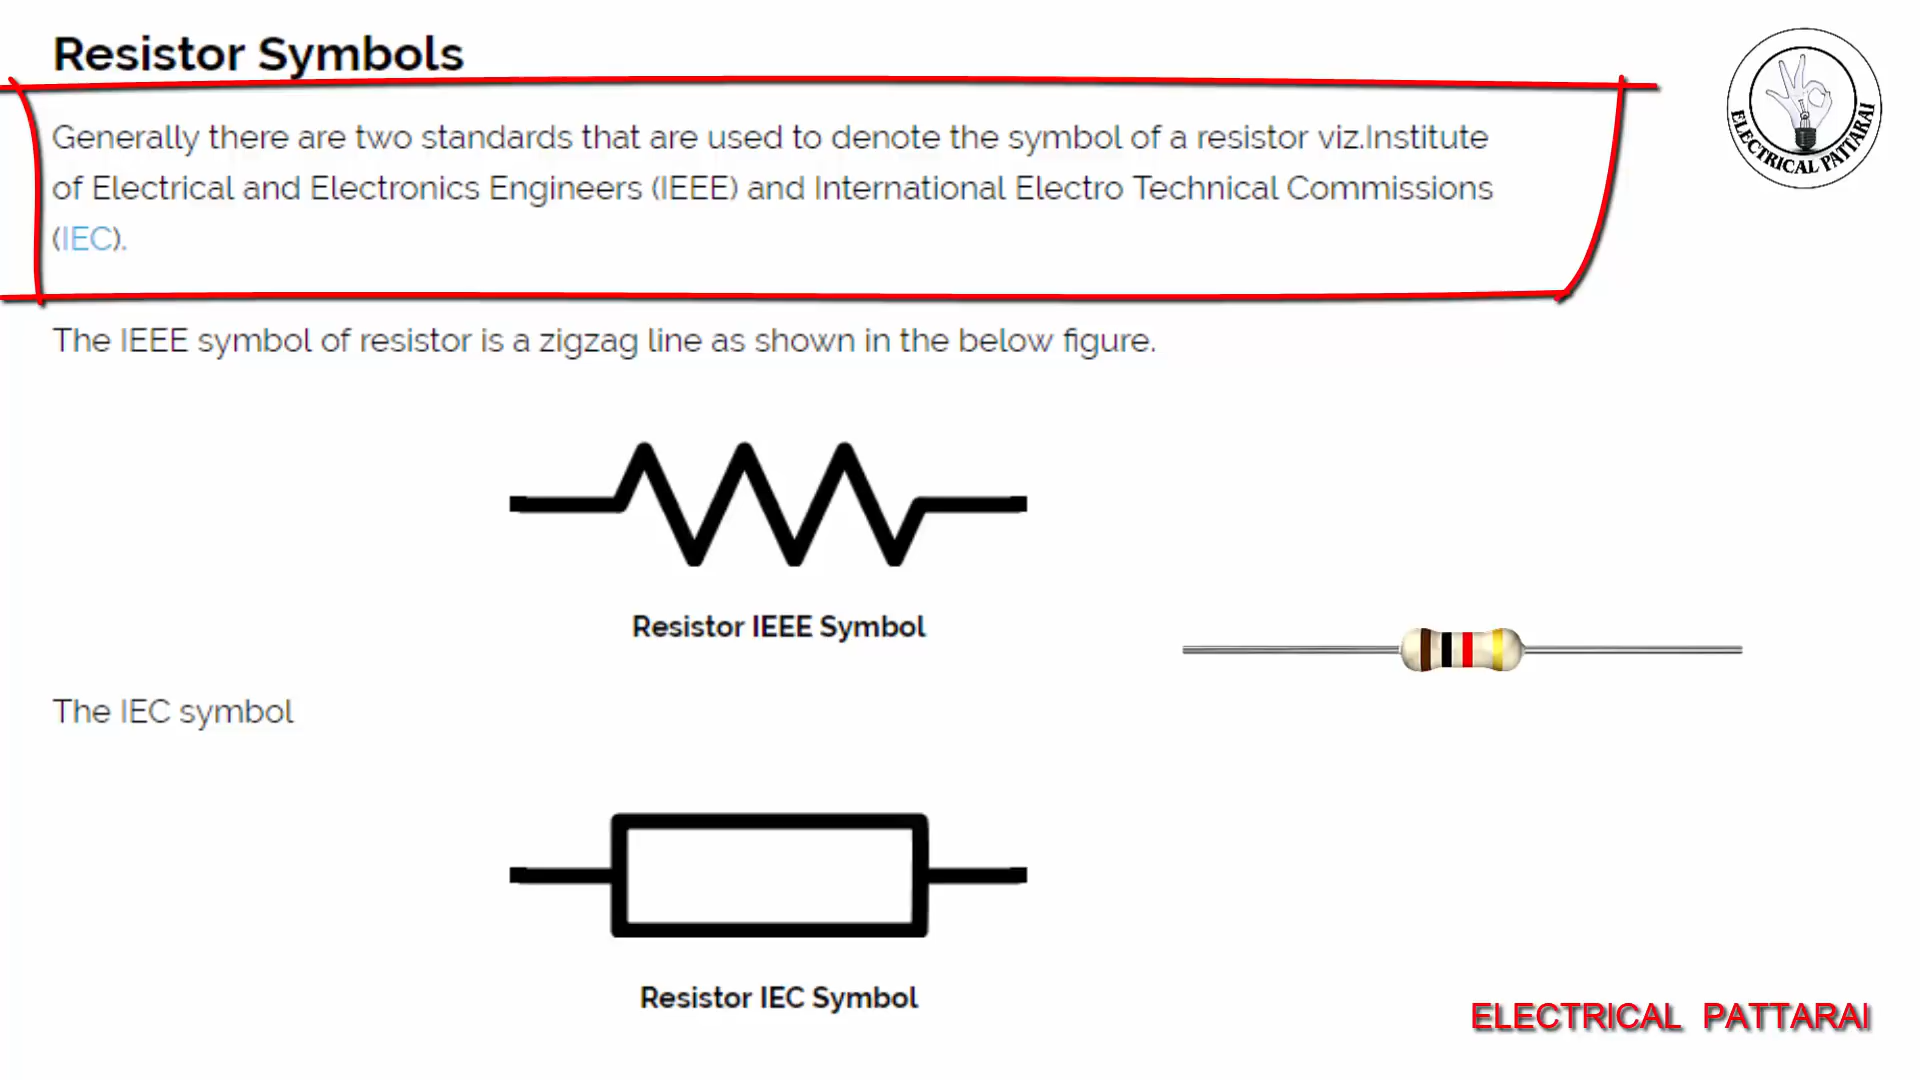 Resistor Symbols
Generally there are two standards that are used to denote the symbol of a resistor viz.Institute
of Electrical and Electronics Engineers (IEEE) and International Electro Technical Commissions
(IEC).
ELECTRICAL PATTARAI
The IEEE symbol of resistor is a zigzag line as shown in the below figure.
Resistor IEEE Symbol
The IEC symbol
Resistor IEC Symbol
ELECTRICAL PATTARAI